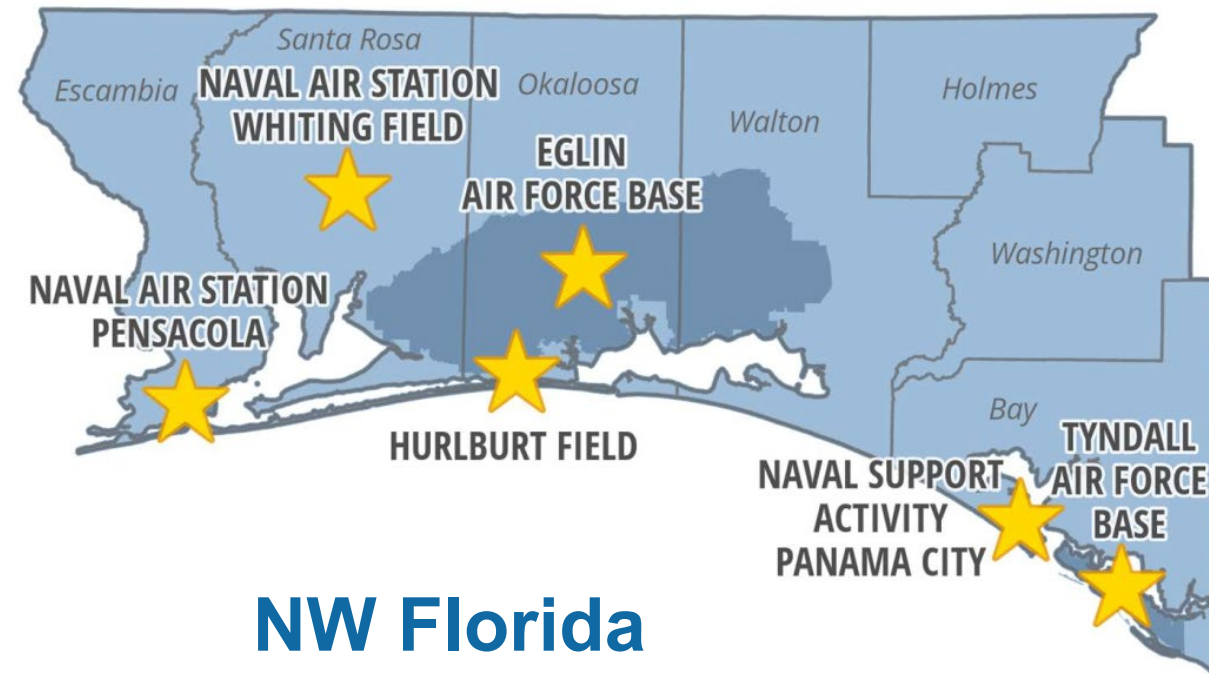 Santa Rosa
Escambia
NAVAL AIR STATION
WHITING FIELD
Okaloosa
Holmes
Walton
EGLIN
AIR FORCE BASE
Washington
NAVAL AIR STATION
PENSACOLA
HURLBURT FIELD
Bay
TYNDALL
AIR FORCE
BASE
NAVAL SUPPORT
ACTIVITY
PANAMA CITY
NW Florida